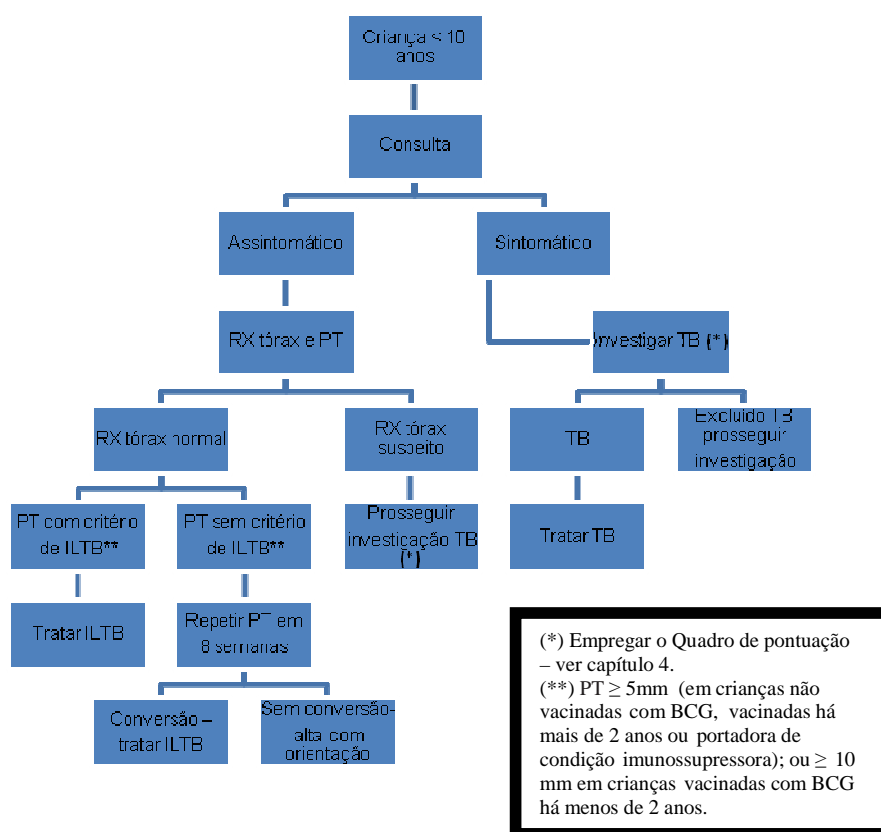 Criança < 10
anos
Consulta
Assintomático
Sintomático
RX tórax e PT
Investigar TB (*)
RX tórax normal
RX tórax
suspeito
TB
Excluído TB
prosseguir
investigação
PT com critério
de ILTB**
PT sem critério
de ILTB**
Prosseguir
investigação TB
(*)
Tratar TB
Tratar ILTB
Repetir PT em
8 semanas
Conversão –
tratar ILTB
Sem conversão-
alta com
orientação
(*) Empregar o Quadro de pontuação
– ver capítulo 4.
(**) PT ≥ 5mm (em crianças não
vacinadas com BCG, vacinadas há
mais de 2 anos ou portador de
condição imunossupressora); ou ≥ 10
mm em crianças vacinadas com BCG
há menos de 2 anos.